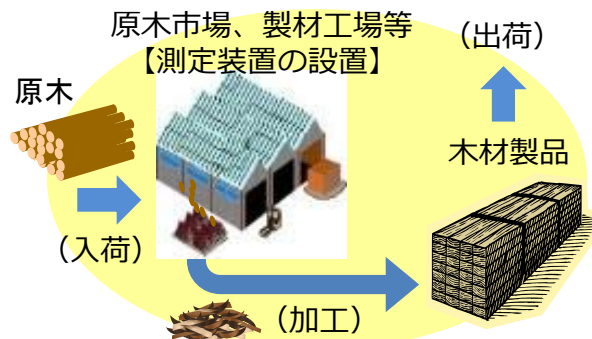 原木市場、製材工場等
【測定装置の設置】
(出荷)
原木
木材製品
(入荷)
(加工)